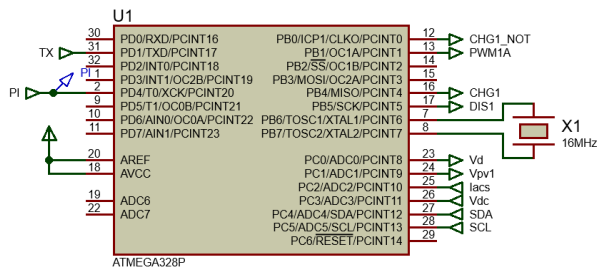 U1
30 PD0/RXD/PCINT16 PB0/ICP1/CLKO/PCINT0 12 CHG1_NOT
TX 31 PD1/TXD/PCINT17 PB1/OC1A/PCINT1 13 PWM1A
32 PD2/INT0/PCINT18 PB2/SS/OC1B/PCINT2 14
PI 1 PD3/INT1/OC2B/PCINT19 PB3/MOSI/OC2A/PCINT3 15
PI 2 PD4/T0/XCK/PCINT20 PB4/MISO/PCINT4 16 CHG1
9 PD5/T1/OC0B/PCINT21 PB5/SCK/PCINT5 17 DIS1
10 PD6/AIN0/OC0A/PCINT22 PB6/TOSC1/XTAL1/PCINT6 7
11 PD7/AIN1/PCINT23 PB7/TOSC2/XTAL2/PCINT7 8
X1
16MHz
20 AREF PC0/ADC0/PCINT8 23 Vd
18 AVCC PC1/ADC1/PCINT9 24 Vpv1
PC2/ADC2/PCINT10 25 Iacs
19 ADC6 PC3/ADC3/PCINT11 26 Vdc
22 ADC7 PC4/ADC4/SDA/PCINT12 27 SDA
PC5/ADC5/SCL/PCINT13 28 SCL
PC6/RESET/PCINT14 29
ATMEGA328P